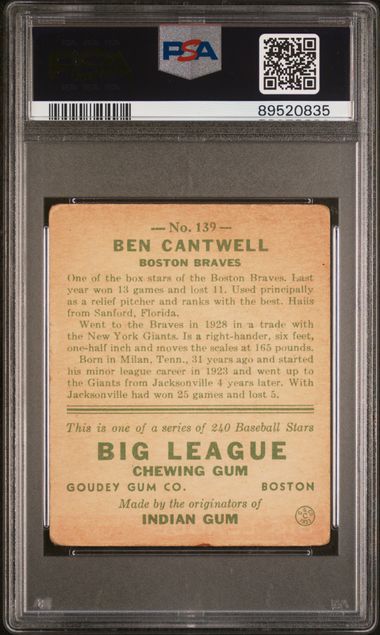 PSA
PSA
89520835
— No. 139 —
BEN CANTWELL
BOSTON BRAVES
One of the box stars of the Boston Braves. Last
year won 13 games and lost 11. Used principally
as a relief pitcher and ranks with the best. Hails
from Sanford, Florida.
Went to the Braves in 1928 in a trade with
the New York Giants. Is a right-hander, six feet,
one-half inch and moves the scales at 165 pounds.
Born in Milan, Tenn., 31 years ago and started
his minor league career in 1923 and went up to
the Giants from Jacksonville 4 years later. With
Jacksonville had won 25 games and lost 5.
This is one of a series of 240 Baseball Stars
BIG LEAGUE
CHEWING GUM
GOUDEY GUM CO. BOSTON
Made by the originators of
INDIAN GUM